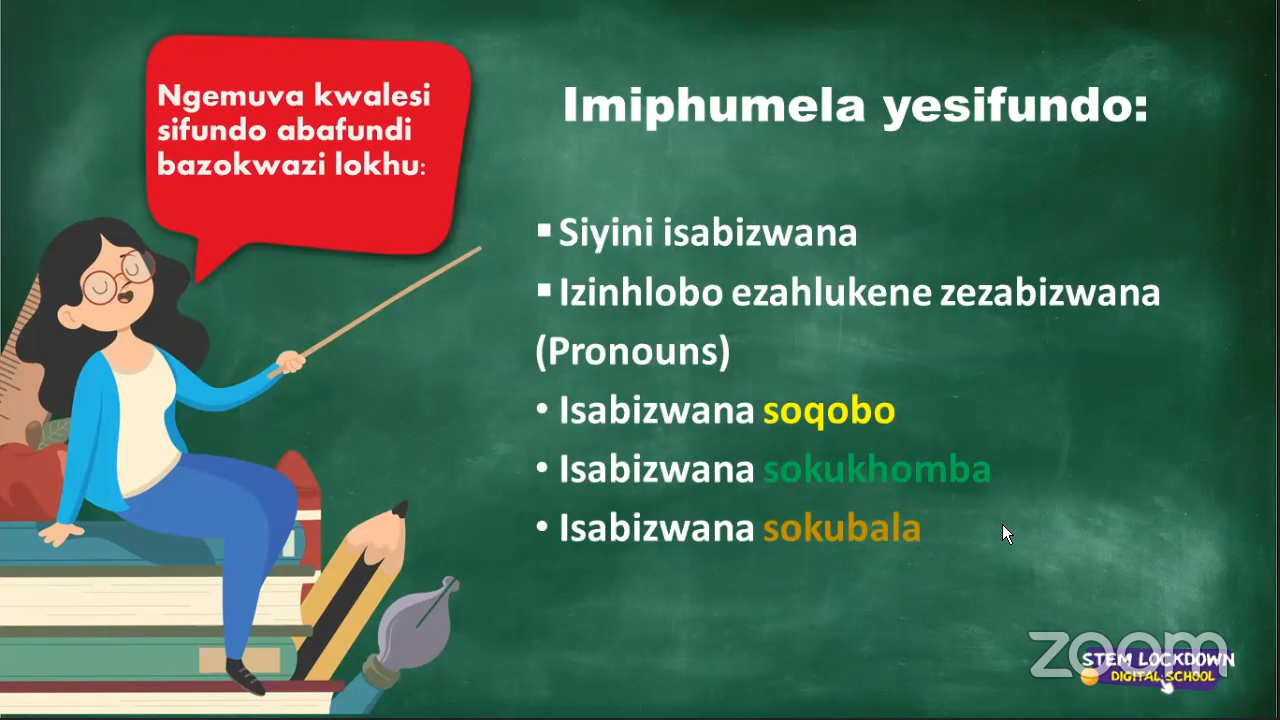 Ngemuva kwalesi
sifundo abafundi
bazokwazi lokhu:
Imiphumela yesifundo:
▪ Siyini isabizwana
▪ Izinhlobo ezahlukene zezabizwana
(Pronouns)
• Isabizwana soqobo
• Isabizwana sokukhomba
• Isabizwana sokubala
zoom
STEM LOCKDOWN
DIGITAL SCHOOL